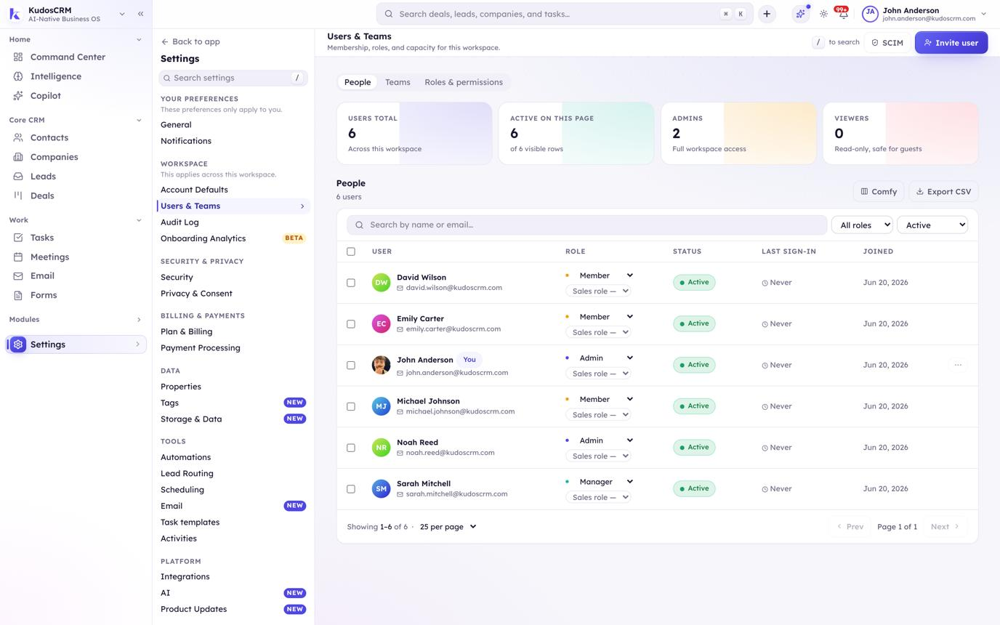 KudosCRM
AI-Native Business OS
Search deals, leads, companies, and tasks...
⌘ K
99+
JA
John Anderson
john.anderson@kudoscrm.com
Home
Command Center
Intelligence
Copilot
Core CRM
Contacts
Companies
Leads
Deals
Work
Tasks
Meetings
Email
Forms
Modules
Settings
Back to app
Settings
Search settings /
YOUR PREFERENCES
These preferences only apply to you.
General
Notifications
WORKSPACE
This applies across this workspace.
Account Defaults
Users & Teams
Audit Log
Onboarding Analytics BETA
SECURITY & PRIVACY
Security
Privacy & Consent
BILLING & PAYMENTS
Plan & Billing
Payment Processing
DATA
Properties
Tags NEW
Storage & Data NEW
TOOLS
Automations
Lead Routing
Scheduling
Email NEW
Task templates
Activities
PLATFORM
Integrations
AI NEW
Product Updates NEW
Users & Teams
Membership, roles, and capacity for this workspace.
/ to search
SCIM
Invite user
People Teams Roles & permissions
USERS TOTAL
6
Across this workspace
ACTIVE ON THIS PAGE
6
of 6 visible rows
ADMINS
2
Full workspace access
VIEWERS
0
Read-only, safe for guests
People
6 users
Comfy
Export CSV
Search by name or email...
All roles
Active
USER ROLE STATUS LAST SIGN-IN JOINED
DW David Wilson
david.wilson@kudoscrm.com
Member
Sales role —
Active
Never
Jun 20, 2026
EC Emily Carter
emily.carter@kudoscrm.com
Member
Sales role —
Active
Never
Jun 20, 2026
John Anderson You
john.anderson@kudoscrm.com
Admin
Sales role —
Active
Never
Jun 20, 2026
...
MJ Michael Johnson
michael.johnson@kudoscrm.com
Member
Sales role —
Active
Never
Jun 20, 2026
NR Noah Reed
noah.reed@kudoscrm.com
Admin
Sales role —
Active
Never
Jun 20, 2026
SM Sarah Mitchell
sarah.mitchell@kudoscrm.com
Manager
Sales role —
Active
Never
Jun 20, 2026
Showing 1–6 of 6 · 25 per page
Prev Page 1 of 1 Next